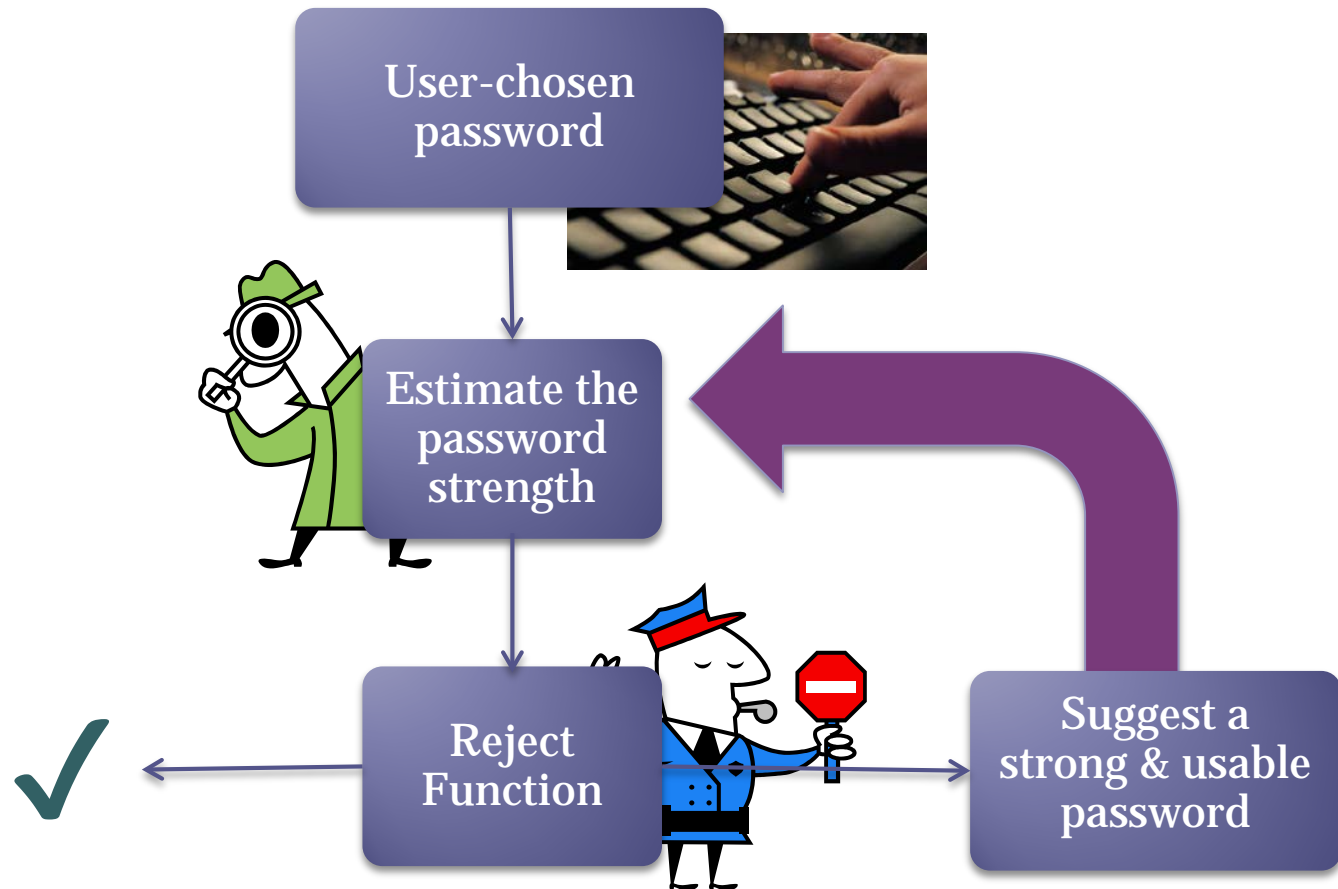 User-chosen
password
Estimate the
password
strength
Reject
Function
Suggest a
strong & usable
password